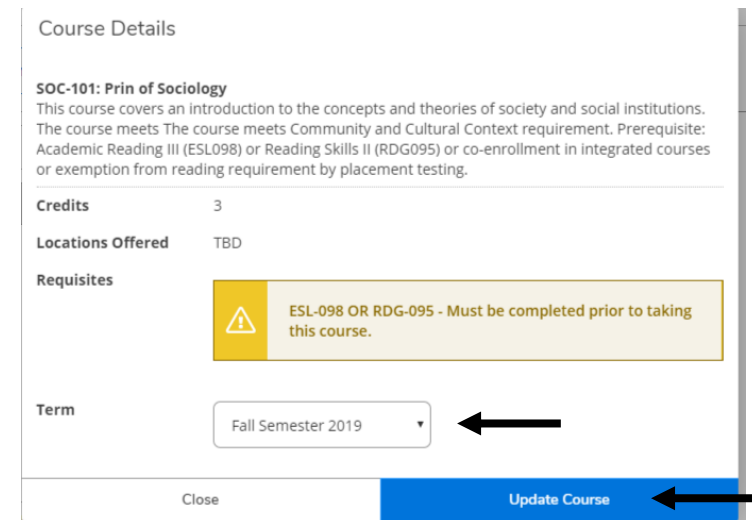 Course Details
SOC-101: Prin of Sociology
This course covers an introduction to the concepts and theories of society and social institutions.
The course meets The course meets Community and Cultural Context requirement. Prerequisite:
Academic Reading III (ESL098) or Reading Skills II (RDG095) or co-enrollment in integrated courses
or exemption from reading requirement by placement testing.
Credits 3
Locations Offered TBD
Requisites
ESL-098 OR RDG-095 - Must be completed prior to taking
this course.
Term Fall Semester 2019
Close Update Course